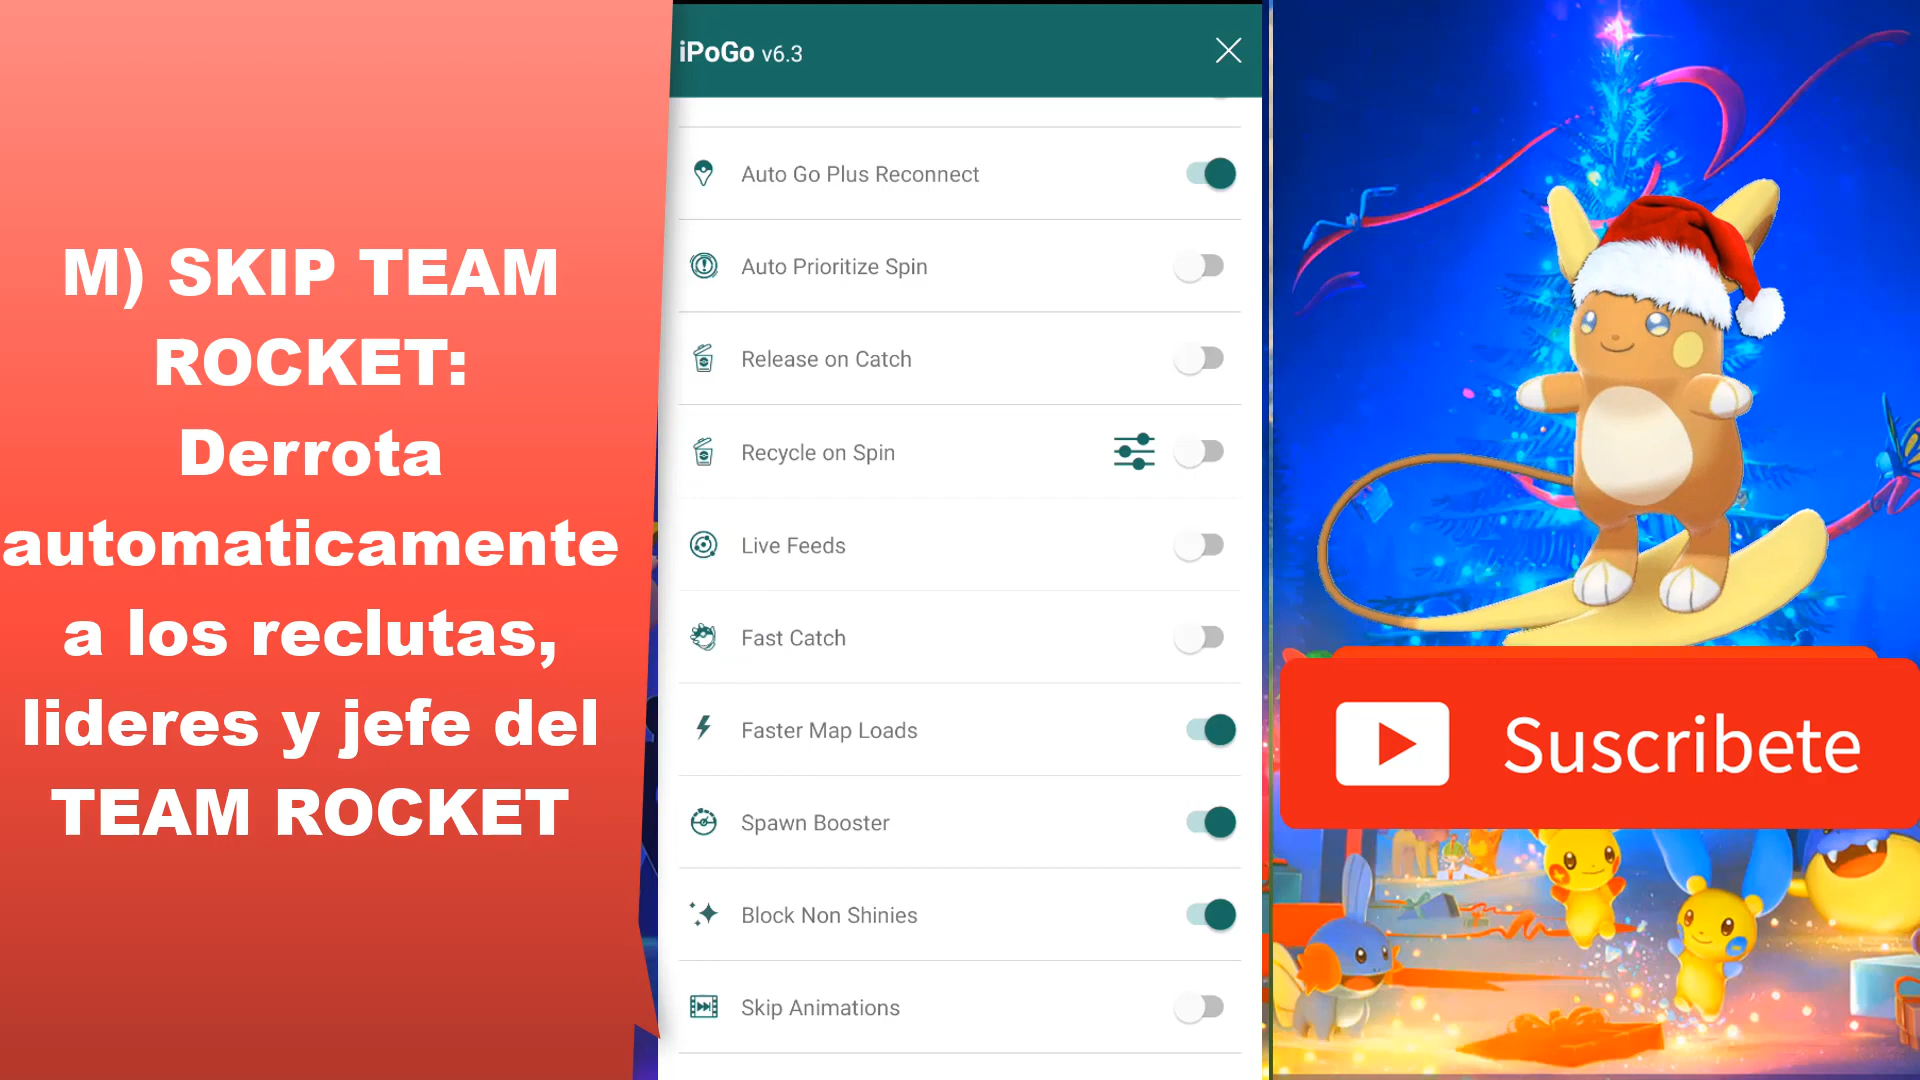 M) SKIP TEAM
ROCKET:
Derrota
automaticamente
a los reclutas,
lideres y jefe del
TEAM ROCKET
iPoGo v6.3
Auto Go Plus Reconnect
Auto Prioritize Spin
Release on Catch
Recycle on Spin
Live Feeds
Fast Catch
Faster Map Loads
Spawn Booster
Block Non Shinies
Skip Animations
Suscribete